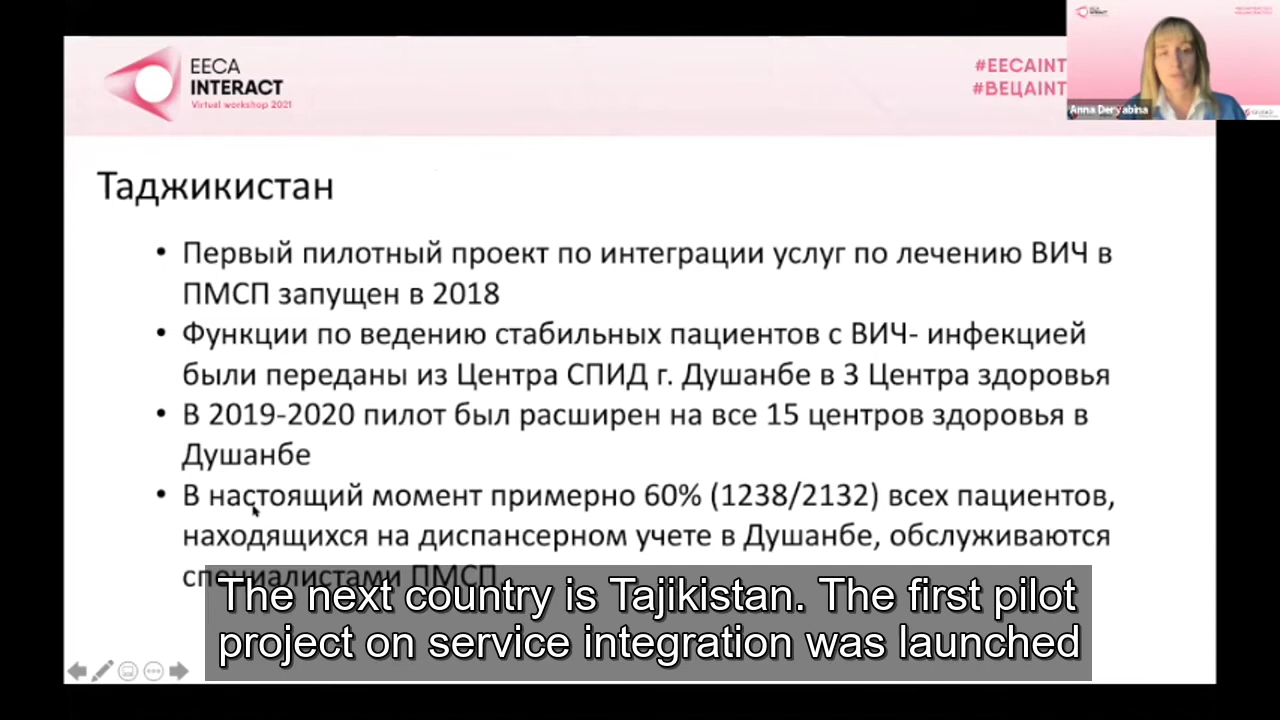 EECA
INTERACT
Virtual workshop 2021
#EECAINT
#ВЕЦАINT
Anna Deryabina
Таджикистан
• Первый пилотный проект по интеграции услуг по лечению ВИЧ в
ПМСП запущен в 2018
• Функции по ведению стабильных пациентов с ВИЧ- инфекцией
были переданы из Центра СПИД г. Душанбе в 3 Центра здоровья
• В 2019-2020 пилот был расширен на все 15 центров здоровья в
Душанбе
• В настоящий момент примерно 60% (1238/2132) всех пациентов,
находящихся на диспансерном учете в Душанбе, обслуживаются
специалистами ПМСП
The next country is Tajikistan. The first pilot
project on service integration was launched